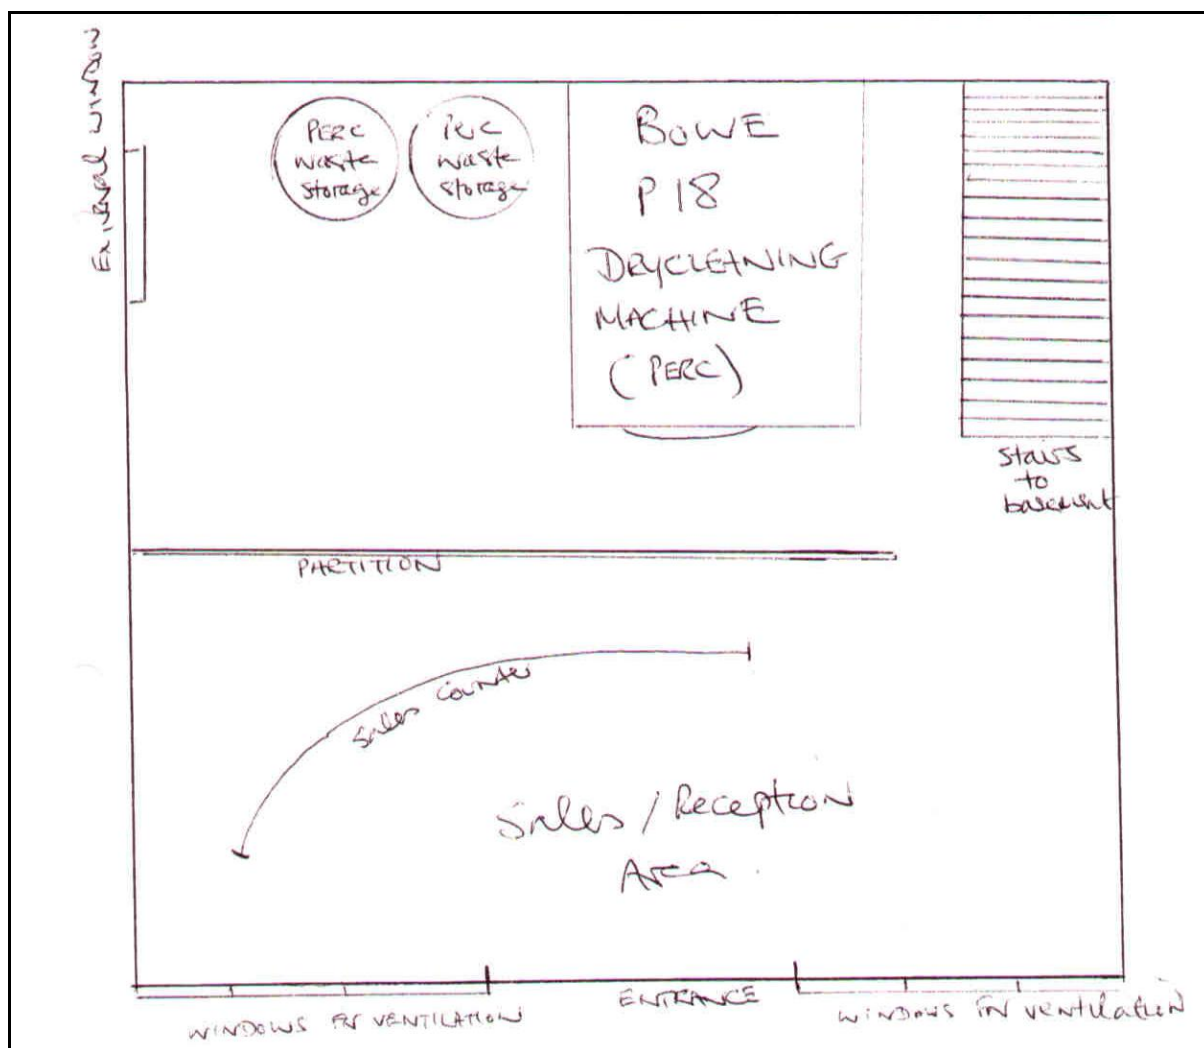 External WINDOW
PERC
waste
storage
Perc
waste
storage
BOWE
P18
DRYCLEANING
MACHINE
(PERC)
Stairs
to
basement
PARTITION
Sales COUNTER
Sales / Reception
Area
ENTRANCE
WINDOWS FOR VENTILATION
WINDOWS FOR ventilation